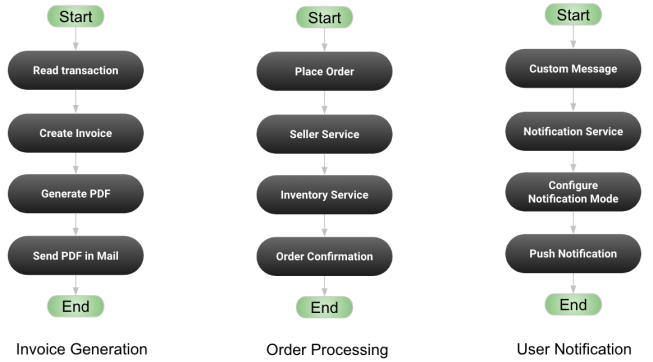 Start
Read transaction
Create Invoice
Generate PDF
Send PDF in Mail
End
Invoice Generation
Start
Place Order
Seller Service
Inventory Service
Order Confirmation
End
Order Processing
Start
Custom Message
Notification Service
Configure
Notification Mode
Push Notification
End
User Notification